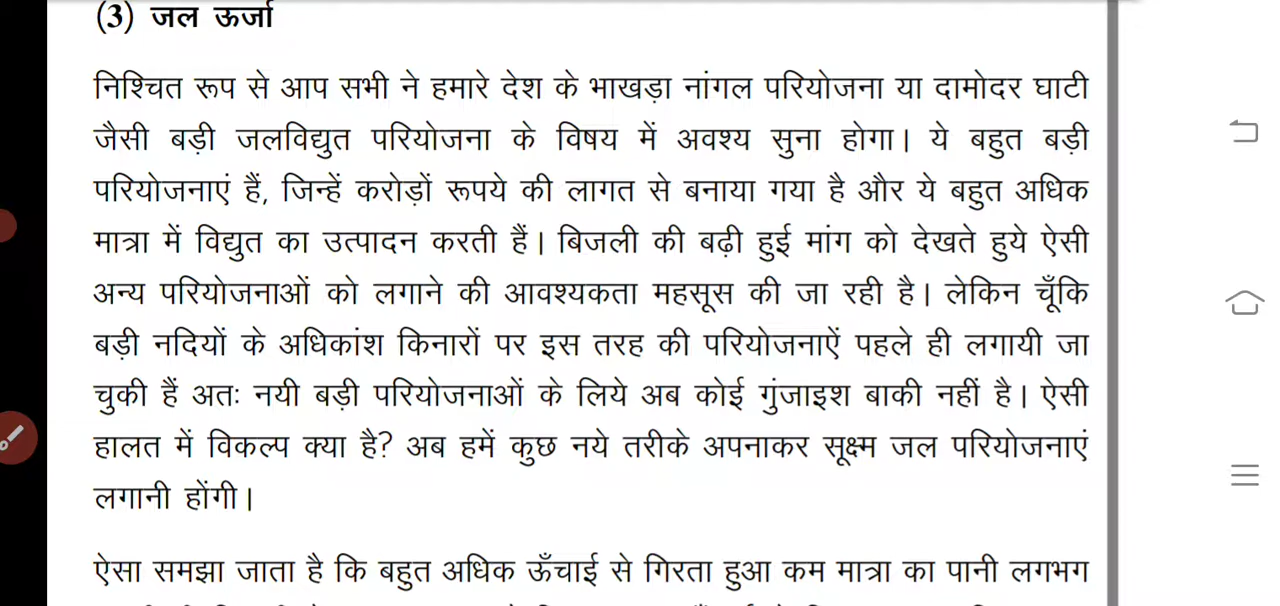 (3) जल ऊर्जा
निश्चित रूप से आप सभी ने हमारे देश के भाखड़ा नांगल परियोजना या दामोदर घाटी
जैसी बड़ी जलविद्युत परियोजना के विषय में अवश्य सुना होगा। ये बहुत बड़ी
परियोजनाएं हैं, जिन्हें करोड़ों रूपये की लागत से बनाया गया है और ये बहुत अधिक
मात्रा में विद्युत का उत्पादन करती हैं। बिजली की बढ़ी हुई मांग को देखते हुये ऐसी
अन्य परियोजनाओं को लगाने की आवश्यकता महसूस की जा रही है। लेकिन चूँकि
बड़ी नदियों के अधिकांश किनारों पर इस तरह की परियोजनाऐं पहले ही लगायी जा
चुकी हैं अतः नयी बड़ी परियोजनाओं के लिये अब कोई गुंजाइश बाकी नहीं है। ऐसी
हालत में विकल्प क्या है? अब हमें कुछ नये तरीके अपनाकर सूक्ष्म जल परियोजनाएं
लगानी होंगी।
ऐसा समझा जाता है कि बहुत अधिक ऊँचाई से गिरता हुआ कम मात्रा का पानी लगभग